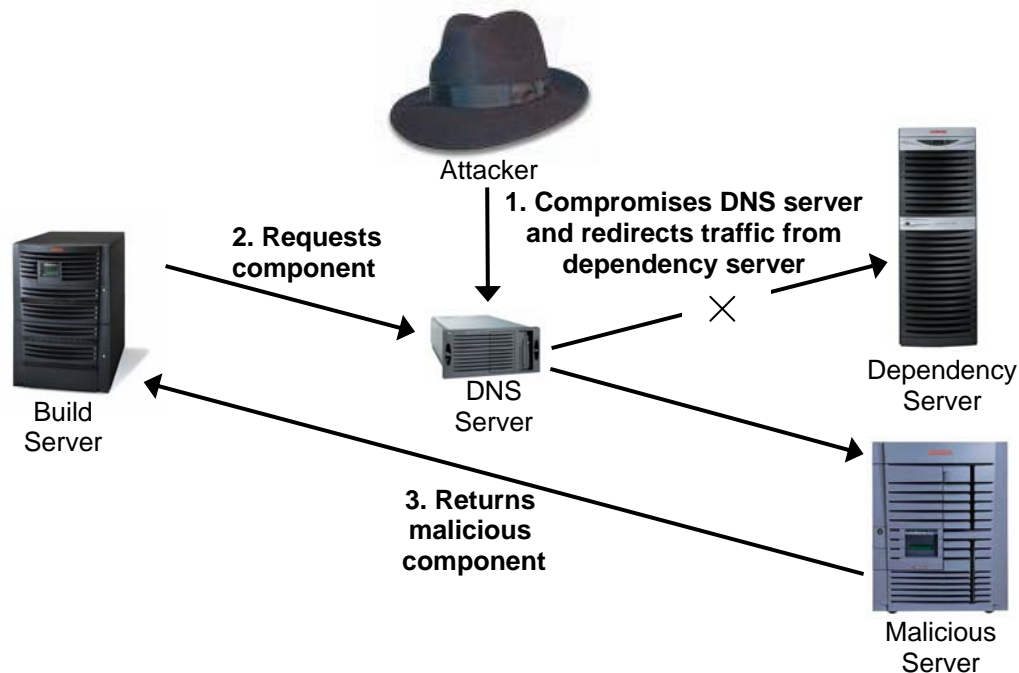 Attacker
1. Compromises DNS server
and redirects traffic from
dependency server
2. Requests
component
Build
Server
DNS
Server
Dependency
Server
3. Returns
malicious
component
Malicious
Server